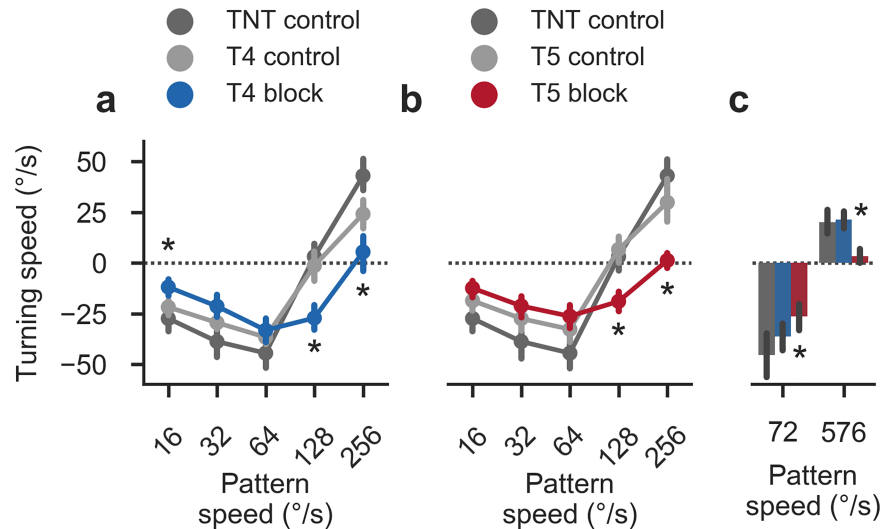 TNT control
T4 control
T4 block
TNT control
T5 control
T5 block
a
b
c
Turning speed (°/s)
50
25
0
−25
−50
*
*
*
*
*
*
*
16
32
64
128
256
Pattern
speed (°/s)
16
32
64
128
256
Pattern
speed (°/s)
72
576
Pattern
speed (°/s)